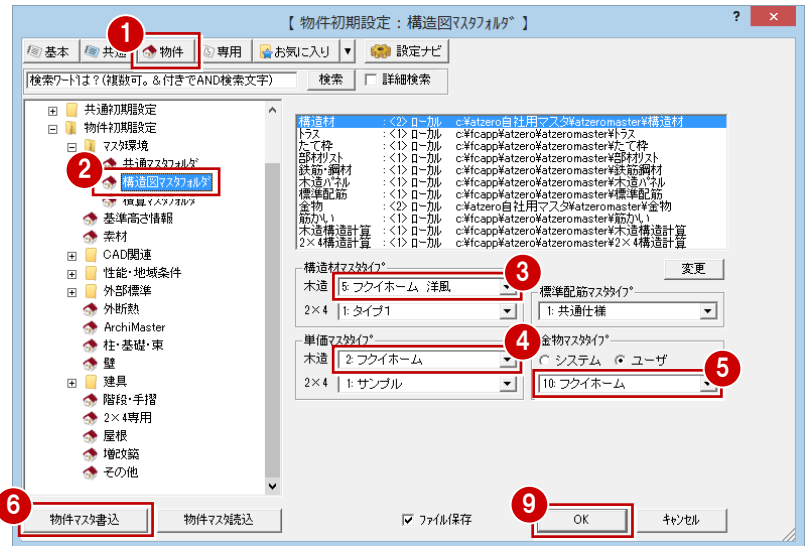 【 物件初期設定：構造図ﾏｽﾀﾌｫﾙﾀﾞ 】
? ×
1
基本 共通 物件 専用 お気に入り ▼ 設定ナビ
検索ワードは？(複数可。＆付きでAND検索文字) 検索 詳細検索
共通初期設定
物件初期設定
マスタ環境
共通マスタフォルダ
2
構造図マスタフォルダ
積算マスタフォルダ
基準高さ情報
素材
CAD関連
性能・地域条件
外部標準
外断熱
ArchiMaster
柱・基礎・束
壁
建具
階段・手摺
2×4専用
屋根
増改築
その他
構造材 :<2> ローカル c:¥atzero自社用マスタ¥atzeromaster¥構造材
トラス :<1> ローカル c:¥fcapp¥atzero¥atzeromaster¥トラス
たて枠 :<1> ローカル c:¥fcapp¥atzero¥atzeromaster¥たて枠
部材リスト :<1> ローカル c:¥fcapp¥atzero¥atzeromaster¥部材リスト
鉄筋・鋼材 :<1> ローカル c:¥fcapp¥atzero¥atzeromaster¥鉄筋鋼材
木造パネル :<1> ローカル c:¥fcapp¥atzero¥atzeromaster¥木造パネル
標準配筋 :<1> ローカル c:¥fcapp¥atzero¥atzeromaster¥標準配筋
金物 :<2> ローカル c:¥atzero自社用マスタ¥atzeromaster¥金物
筋かい :<1> ローカル c:¥fcapp¥atzero¥atzeromaster¥筋かい
木造構造計算 :<1> ローカル c:¥fcapp¥atzero¥atzeromaster¥木造構造計算
2×4構造計算 :<1> ローカル c:¥fcapp¥atzero¥atzeromaster¥2×4構造計算
変更
構造材マスタタイプ
3
木造 5: フクイホーム 洋風
2×4 1: タイプ1
標準配筋マスタタイプ
1: 共通仕様
単価マスタタイプ
4
木造 2: フクイホーム
2×4 1: サンプル
金物マスタタイプ
システム ユーザ
5
10: フクイホーム
6
物件マスタ書込 物件マスタ読込 ファイル保存
9
OK キャンセル